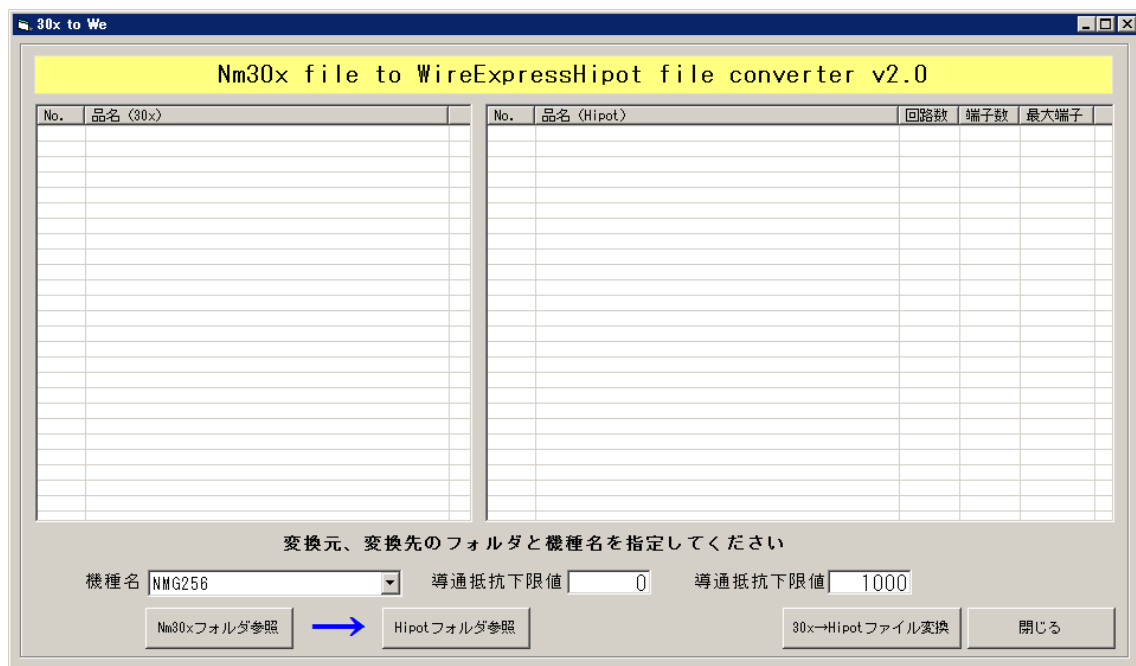 30x to We
Nm30x file to WireExpressHipot file converter v2.0
No. 品名 (30x)
No. 品名 (Hipot) 回路数 端子数 最大端子
変換元、変換先のフォルダと機種名を指定してください
機種名 NMG256 導通抵抗下限値 0 導通抵抗下限値 1000
Nm30xフォルダ参照 → Hipotフォルダ参照 30x→Hipotファイル変換 閉じる